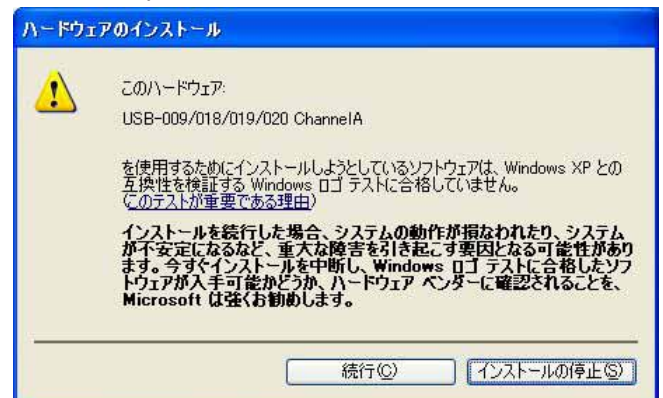 ハードウェアのインストール
このハードウェア:
USB-009/018/019/020 ChannelA
を使用するためにインストールしようとしているソフトウェアは、Windows XP との
互換性を検証する Windows ロゴ テストに合格していません。
(このテストが重要である理由)
インストールを続行した場合、システムの動作が損なわれたり、システム
が不安定になるなど、重大な障害を引き起こす要因となる可能性があり
ます。今すぐインストールを中断し、Windows ロゴ テストに合格したソフ
トウェアが入手可能かどうか、ハードウェア ベンダーに確認されることを、
Microsoft は強くお勧めします。
続行(C)
インストールの停止(S)